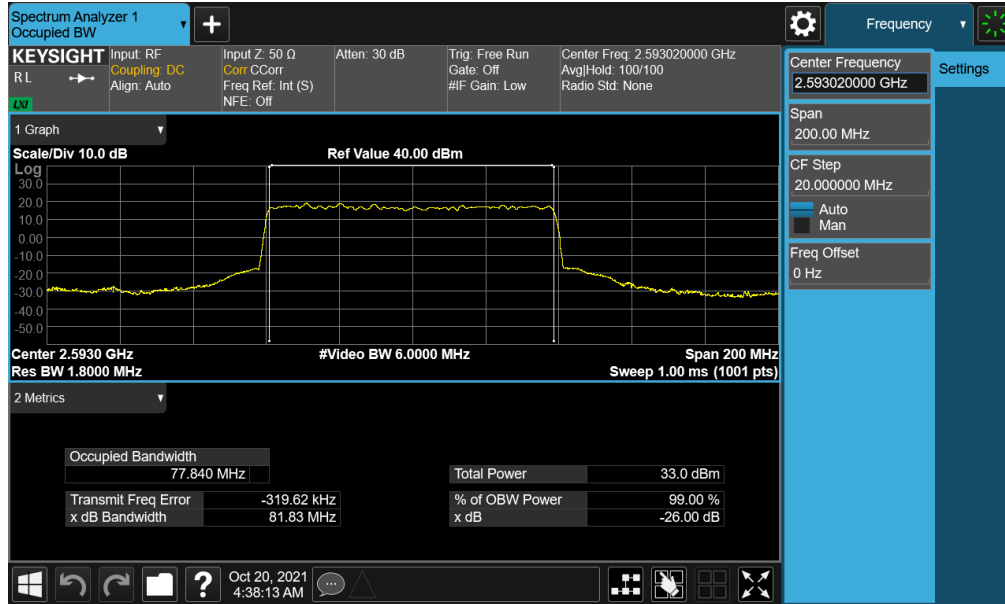 Spectrum Analyzer 1
Occupied BW
Frequency
KEYSIGHT
R L
LXI
Input: RF
Coupling: DC
Align: Auto
Input Z: 50 Ω
Corr CCorr
Freq Ref: Int (S)
NFE: Off
Atten: 30 dB
Trig: Free Run
Gate: Off
#IF Gain: Low
Center Freq: 2.593020000 GHz
Avg|Hold: 100/100
Radio Std: None
Center Frequency
2.593020000 GHz
Settings
Span
200.00 MHz
CF Step
20.000000 MHz
Auto
Man
Freq Offset
0 Hz
1 Graph
Scale/Div 10.0 dB
Ref Value 40.00 dBm
Log
30.0
20.0
10.0
0.00
-10.0
-20.0
-30.0
-40.0
-50.0
Center 2.5930 GHz
#Video BW 6.0000 MHz
Span 200 MHz
Res BW 1.8000 MHz
Sweep 1.00 ms (1001 pts)
2 Metrics
Occupied Bandwidth
77.840 MHz
Total Power 33.0 dBm
Transmit Freq Error -319.62 kHz
% of OBW Power 99.00 %
x dB Bandwidth 81.83 MHz
x dB -26.00 dB
Oct 20, 2021
4:38:13 AM